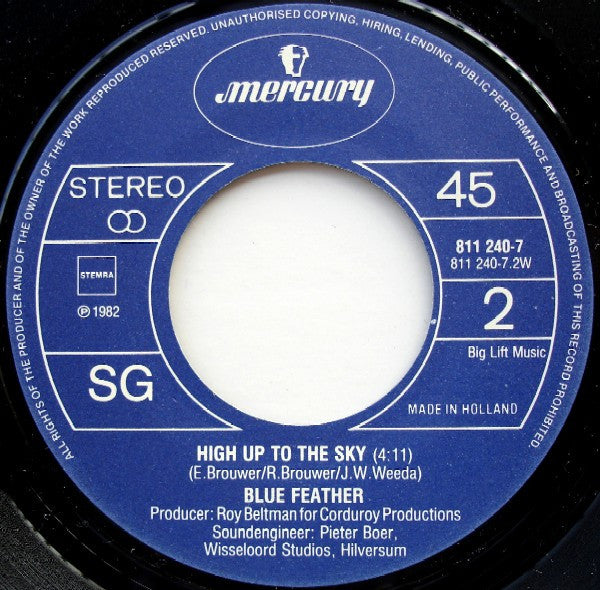 ALL RIGHTS OF THE PRODUCER AND OF THE OWNER OF THE WORK REPRODUCED RESERVED. UNAUTHORISED COPYING, HIRING, LENDING, PUBLIC PERFORMANCE AND BROADCASTING OF THIS RECORD PROHIBITED.
mercury
STEREO
STEMRA
℗ 1982
SG
45
811 240-7
811 240-7.2W
2
Big Lift Music
MADE IN HOLLAND
HIGH UP TO THE SKY (4:11)
(E.Brouwer/R.Brouwer/J.W.Weeda)
BLUE FEATHER
Producer: Roy Beltman for Corduroy Productions
Soundengineer: Pieter Boer,
Wisseloord Studios, Hilversum